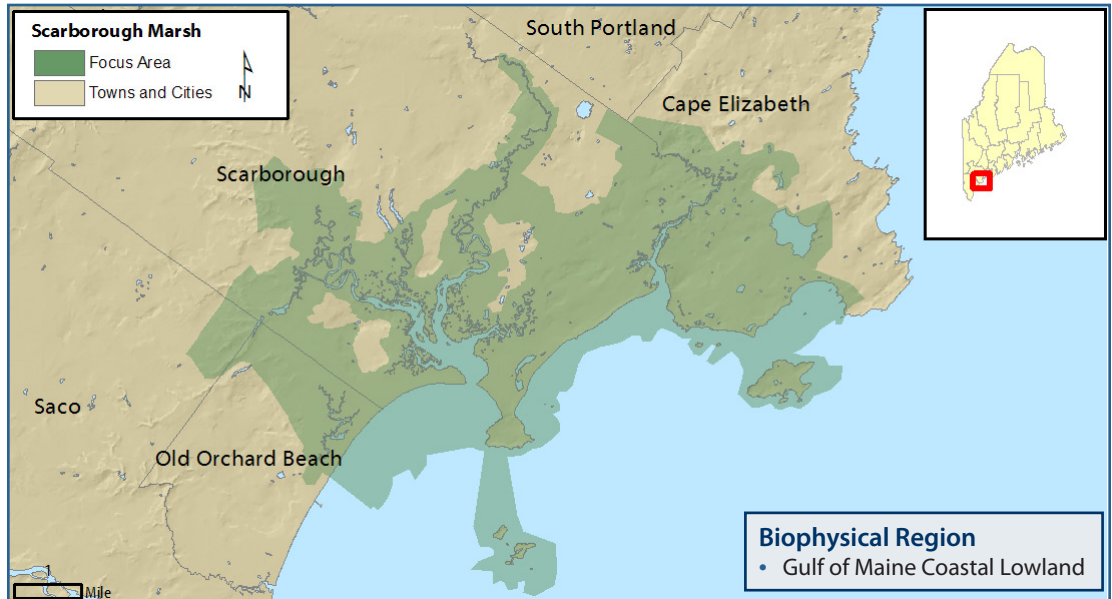 Scarborough Marsh
Focus Area
Towns and Cities
N
South Portland
Cape Elizabeth
Scarborough
Saco
Old Orchard Beach
1
Mile
Biophysical Region
• Gulf of Maine Coastal Lowland